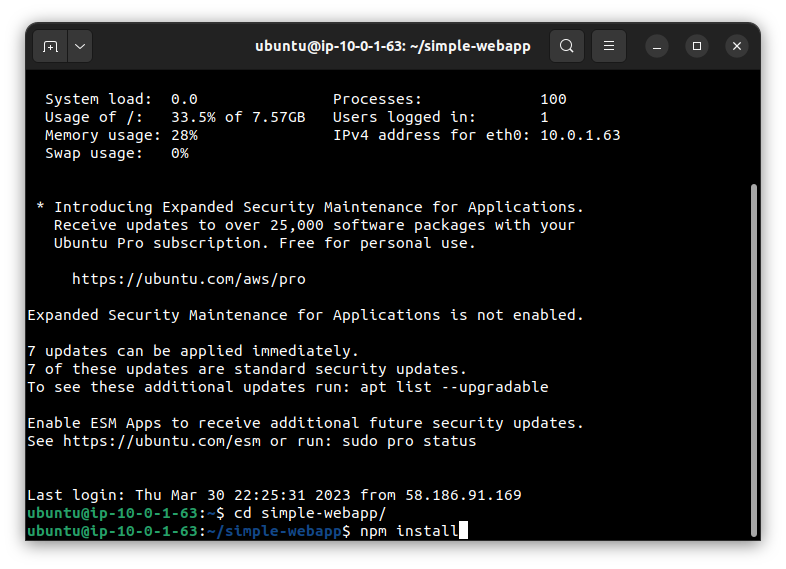 ubuntu@ip-10-0-1-63: ~/simple-webapp
System load:  0.0                Processes:             100
Usage of /:   33.5% of 7.57GB   Users logged in:       1
Memory usage: 28%               IPv4 address for eth0: 10.0.1.63
Swap usage:   0%
* Introducing Expanded Security Maintenance for Applications.
Receive updates to over 25,000 software packages with your
Ubuntu Pro subscription. Free for personal use.
https://ubuntu.com/aws/pro
Expanded Security Maintenance for Applications is not enabled.
7 updates can be applied immediately.
7 of these updates are standard security updates.
To see these additional updates run: apt list --upgradable
Enable ESM Apps to receive additional future security updates.
See https://ubuntu.com/esm or run: sudo pro status
Last login: Thu Mar 30 22:25:31 2023 from 58.186.91.169
ubuntu@ip-10-0-1-63:~$ cd simple-webapp/
ubuntu@ip-10-0-1-63:~/simple-webapp$ npm install